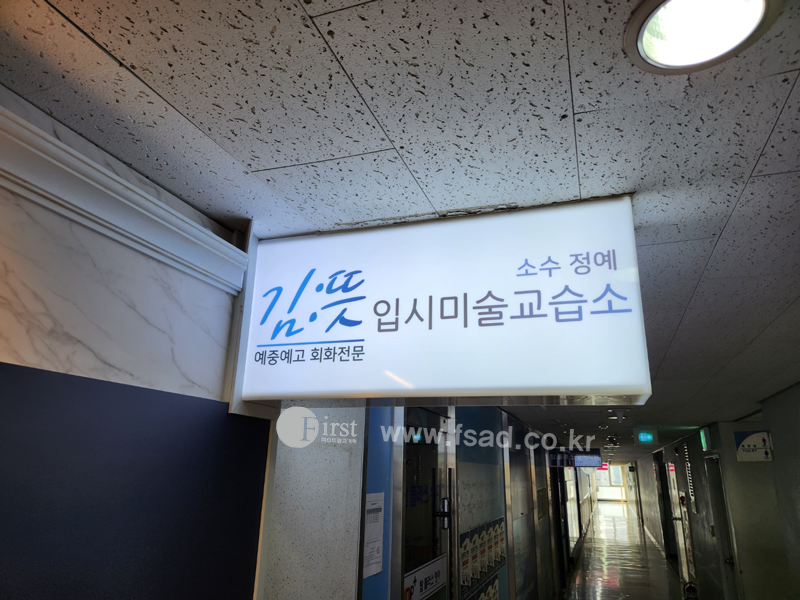 소수 정예
김:뜻 입시미술교습소
예중예고 회화전문
First
www.fsad.co.kr